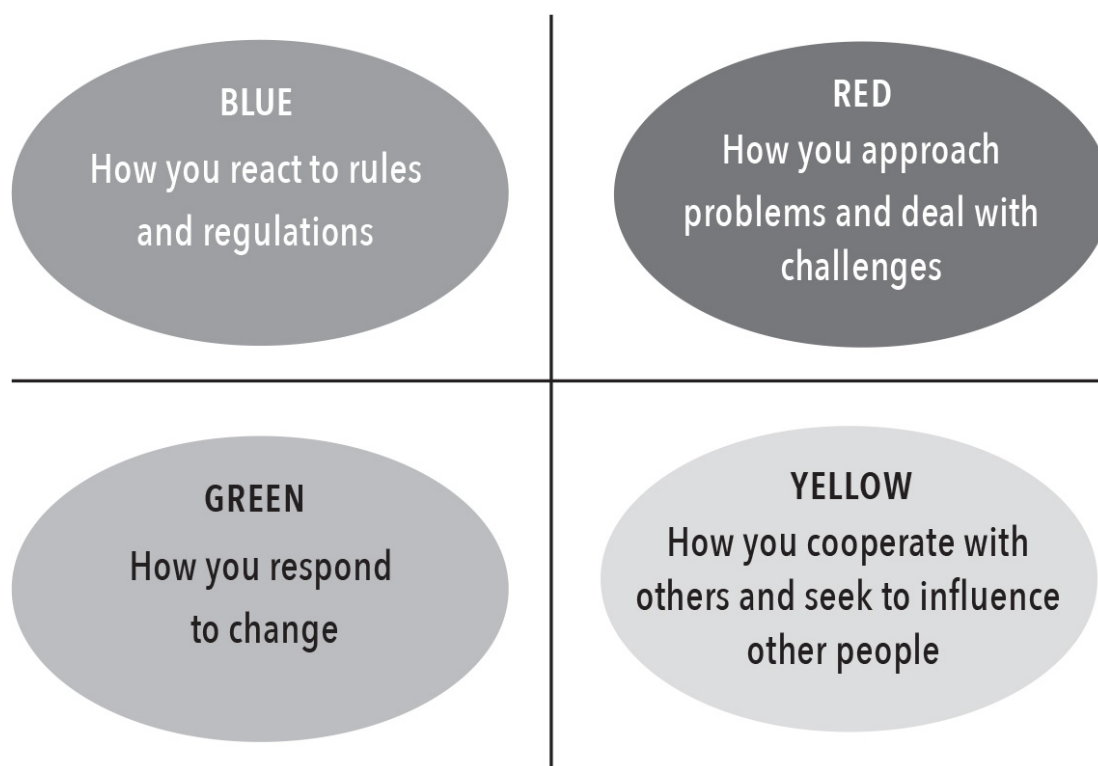 BLUE
How you react to rules
and regulations
RED
How you approach
problems and deal with
challenges
GREEN
How you respond
to change
YELLOW
How you cooperate with
others and seek to influence
other people